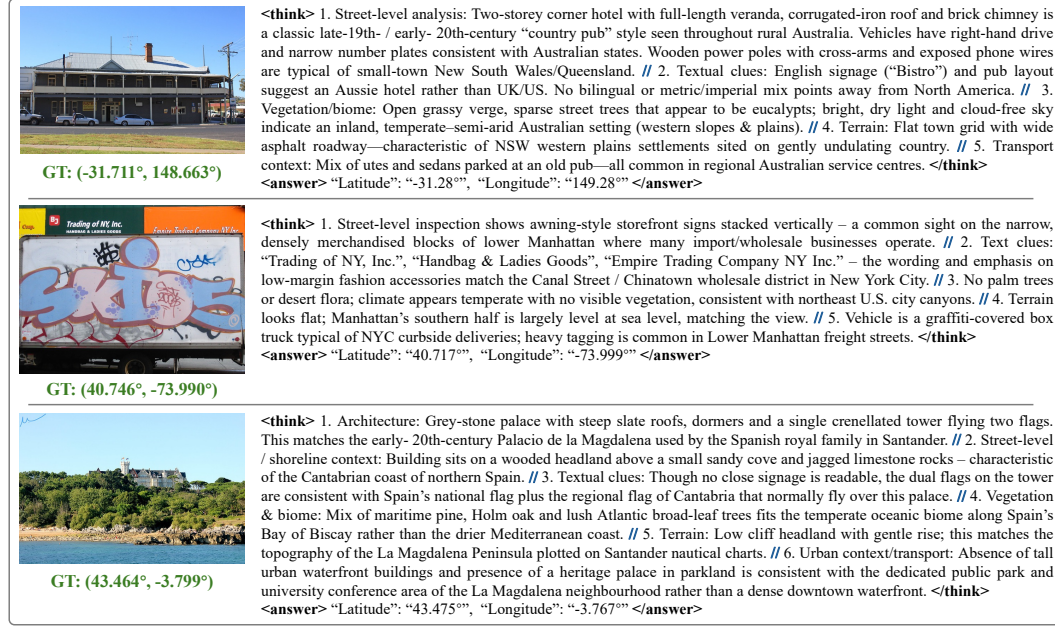 <think> 1. Street-level analysis: Two-storey corner hotel with full-length veranda, corrugated-iron roof and brick chimney is
a classic late-19th- / early- 20th-century “country pub” style seen throughout rural Australia. Vehicles have right-hand drive
and narrow number plates consistent with Australian states. Wooden power poles with cross-arms and exposed phone wires
are typical of small-town New South Wales/Queensland. // 2. Textual clues: English signage (“Bistro”) and pub layout
suggest an Aussie hotel rather than UK/US. No bilingual or metric/imperial mix points away from North America. // 3.
Vegetation/biome: Open grassy verge, sparse street trees that appear to be eucalypts; bright, dry light and cloud-free sky
indicate an inland, temperate–semi-arid Australian setting (western slopes & plains). // 4. Terrain: Flat town grid with wide
asphalt roadway—characteristic of NSW western plains settlements sited on gently undulating country. // 5. Transport
context: Mix of utes and sedans parked at an old pub—all common in regional Australian service centres. </think>
<answer> “Latitude”: “-31.28°”, “Longitude”: “149.28°” </answer>
GT: (-31.711°, 148.663°)
Corp.
Trading of NY, Inc.
HANDBAG & LADIES GOODS
Empire Trading Company NY Inc.
SKIDS
GT: (40.746°, -73.990°)
<think> 1. Street-level inspection shows awning-style storefront signs stacked vertically – a common sight on the narrow,
densely merchandised blocks of lower Manhattan where many import/wholesale businesses operate. // 2. Text clues:
“Trading of NY, Inc.”, “Handbag & Ladies Goods”, “Empire Trading Company NY Inc.” – the wording and emphasis on
low-margin fashion accessories match the Canal Street / Chinatown wholesale district in New York City. // 3. No palm trees
or desert flora; climate appears temperate with no visible vegetation, consistent with northeast U.S. city canyons. // 4. Terrain
looks flat; Manhattan’s southern half is largely level at sea level, matching the view. // 5. Vehicle is a graffiti-covered box
truck typical of NYC curbside deliveries; heavy tagging is common in Lower Manhattan freight streets. </think>
<answer> “Latitude”: “40.717°”, “Longitude”: “-73.999°” </answer>
<think> 1. Architecture: Grey-stone palace with steep slate roofs, dormers and a single crenellated tower flying two flags.
This matches the early- 20th-century Palacio de la Magdalena used by the Spanish royal family in Santander. // 2. Street-level
/ shoreline context: Building sits on a wooded headland above a small sandy cove and jagged limestone rocks – characteristic
of the Cantabrian coast of northern Spain. // 3. Textual clues: Though no close signage is readable, the dual flags on the tower
are consistent with Spain’s national flag plus the regional flag of Cantabria that normally fly over this palace. // 4. Vegetation
& biome: Mix of maritime pine, Holm oak and lush Atlantic broad-leaf trees fits the temperate oceanic biome along Spain’s
Bay of Biscay rather than the drier Mediterranean coast. // 5. Terrain: Low cliff headland with gentle rise; this matches the
topography of the La Magdalena Peninsula plotted on Santander nautical charts. // 6. Urban context/transport: Absence of tall
urban waterfront buildings and presence of a heritage palace in parkland is consistent with the dedicated public park and
university conference area of the La Magdalena neighbourhood rather than a dense downtown waterfront. </think>
<answer> “Latitude”: “43.475°”, “Longitude”: “-3.767°” </answer>
GT: (43.464°, -3.799°)